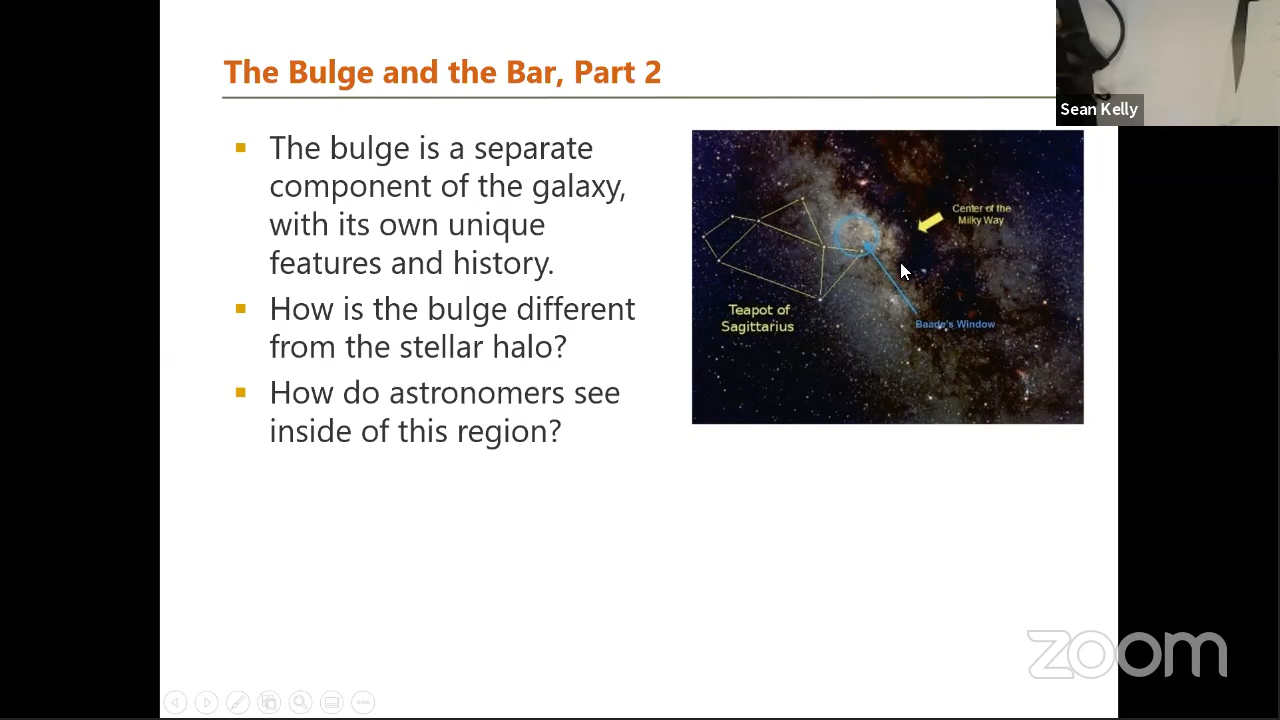 The Bulge and the Bar, Part 2
Sean Kelly
The bulge is a separate
component of the galaxy,
with its own unique
features and history.
How is the bulge different
from the stellar halo?
How do astronomers see
inside of this region?
Center of the
Milky Way
Teapot of
Sagittarius
Baade's Window
zoom